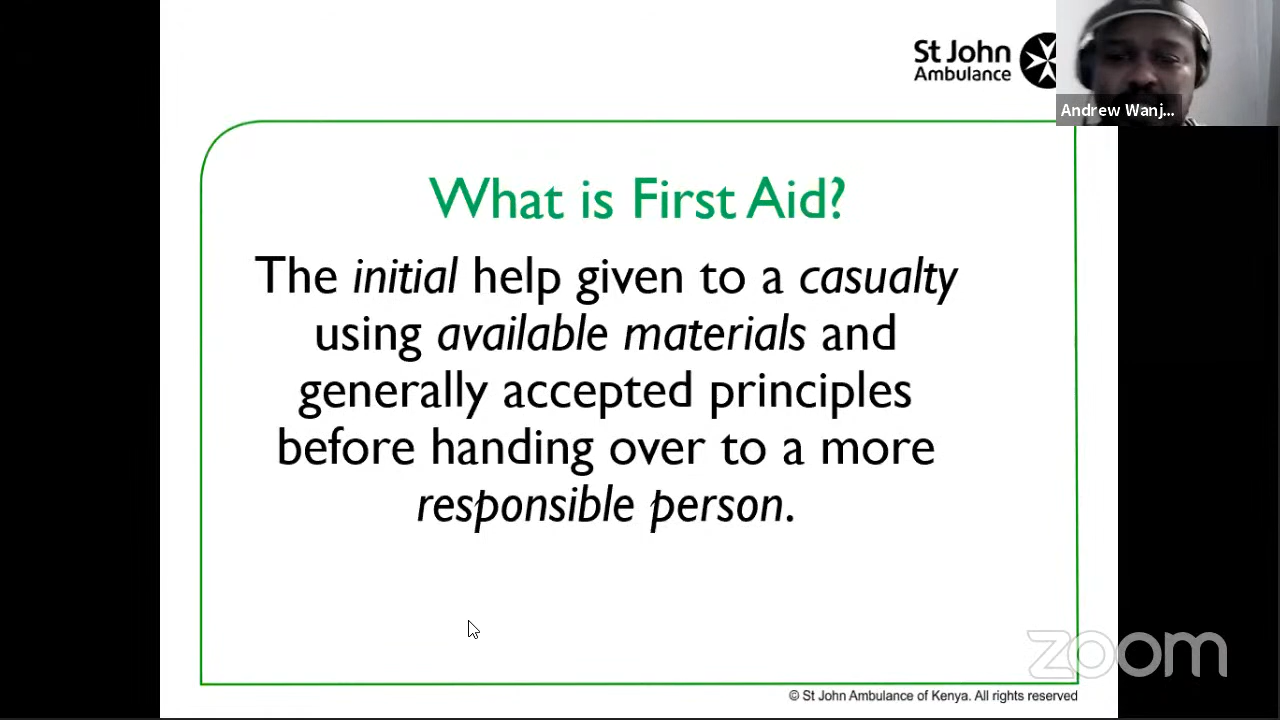 St John
Ambulance
Andrew Wanj...
What is First Aid?
The initial help given to a casualty
using available materials and
generally accepted principles
before handing over to a more
responsible person.
zoom
© St John Ambulance of Kenya. All rights reserved